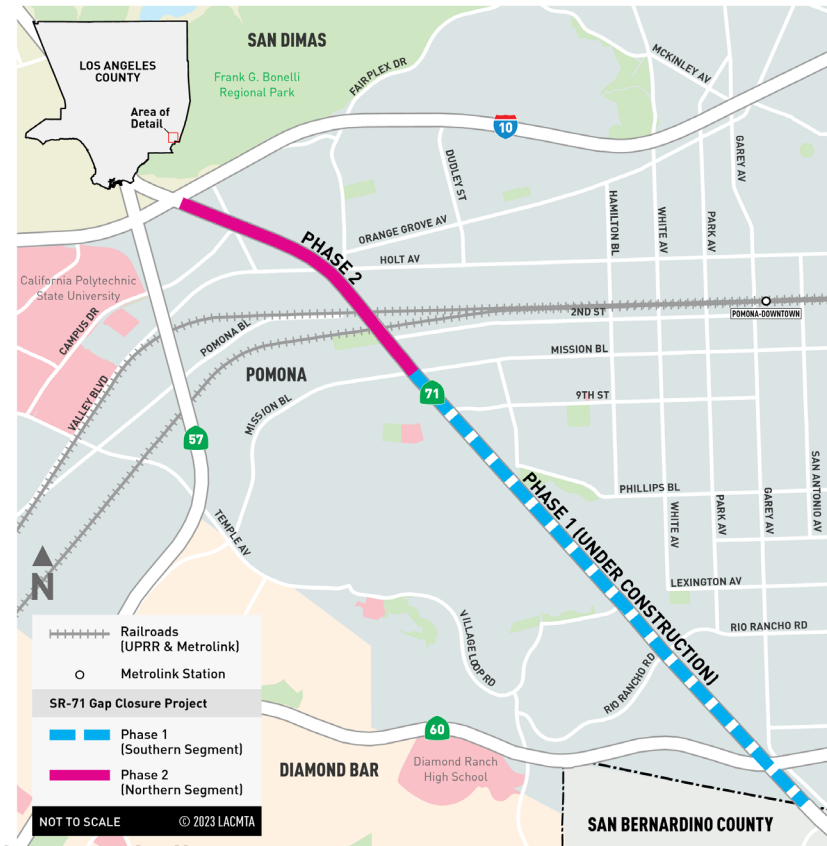 LOS ANGELES
COUNTY
Area of
Detail
SAN DIMAS
Frank G. Bonelli
Regional Park
FAIRPLEX DR
MCKINLEY AV
10
GAREY AV
DUDLEY ST
HAMILTON BL
WHITE AV
PARK AV
ORANGE GROVE AV
PHASE 2
HOLT AV
California Polytechnic
State University
CAMPUS DR
POMONA BL
2ND ST
POMONA-DOWNTOWN
MISSION BL
POMONA
VALLEY BLVD
MISSION BL
71
9TH ST
57
PHASE 1 (UNDER CONSTRUCTION)
PHILLIPS BL
SAN ANTONIO AV
WHITE AV
PARK AV
GAREY AV
TEMPLE AV
N
LEXINGTON AV
VILLAGE LOOP RD
RIO RANCHO RD
RIO RANCHO RD
60
DIAMOND BAR
Diamond Ranch
High School
SAN BERNARDINO COUNTY
Railroads
(UPRR & Metrolink)
Metrolink Station
SR-71 Gap Closure Project
Phase 1
(Southern Segment)
Phase 2
(Northern Segment)
NOT TO SCALE © 2023 LACMTA